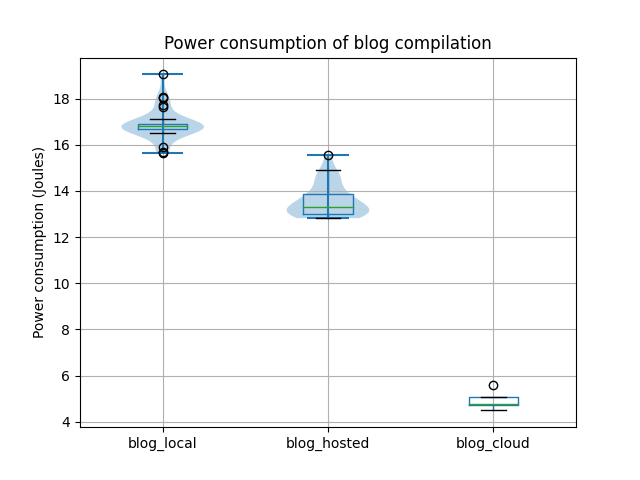 Power consumption of blog compilation
Power consumption (Joules)
18
16
14
12
10
8
6
4
blog_local
blog_hosted
blog_cloud